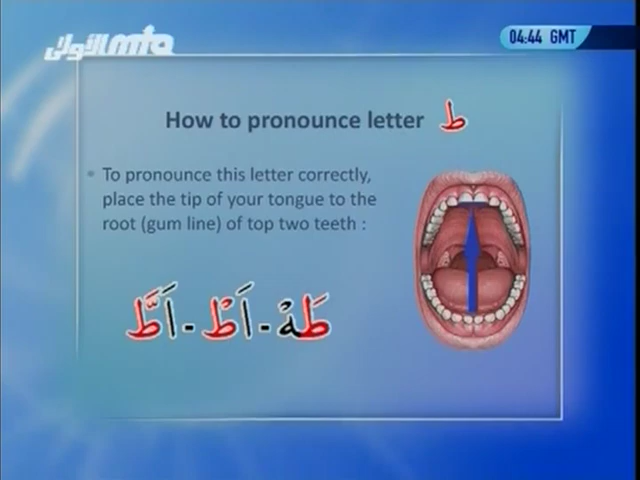 mta الأولى
04:44 GMT
How to pronounce letter ط
• To pronounce this letter correctly,
place the tip of your tongue to the
root (gum line) of top two teeth :
طَهْ - اَطْ - اَطَّ